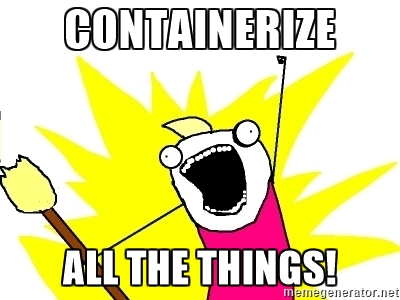 CONTAINERIZE
ALL THE THINGS!
memegenerator.net